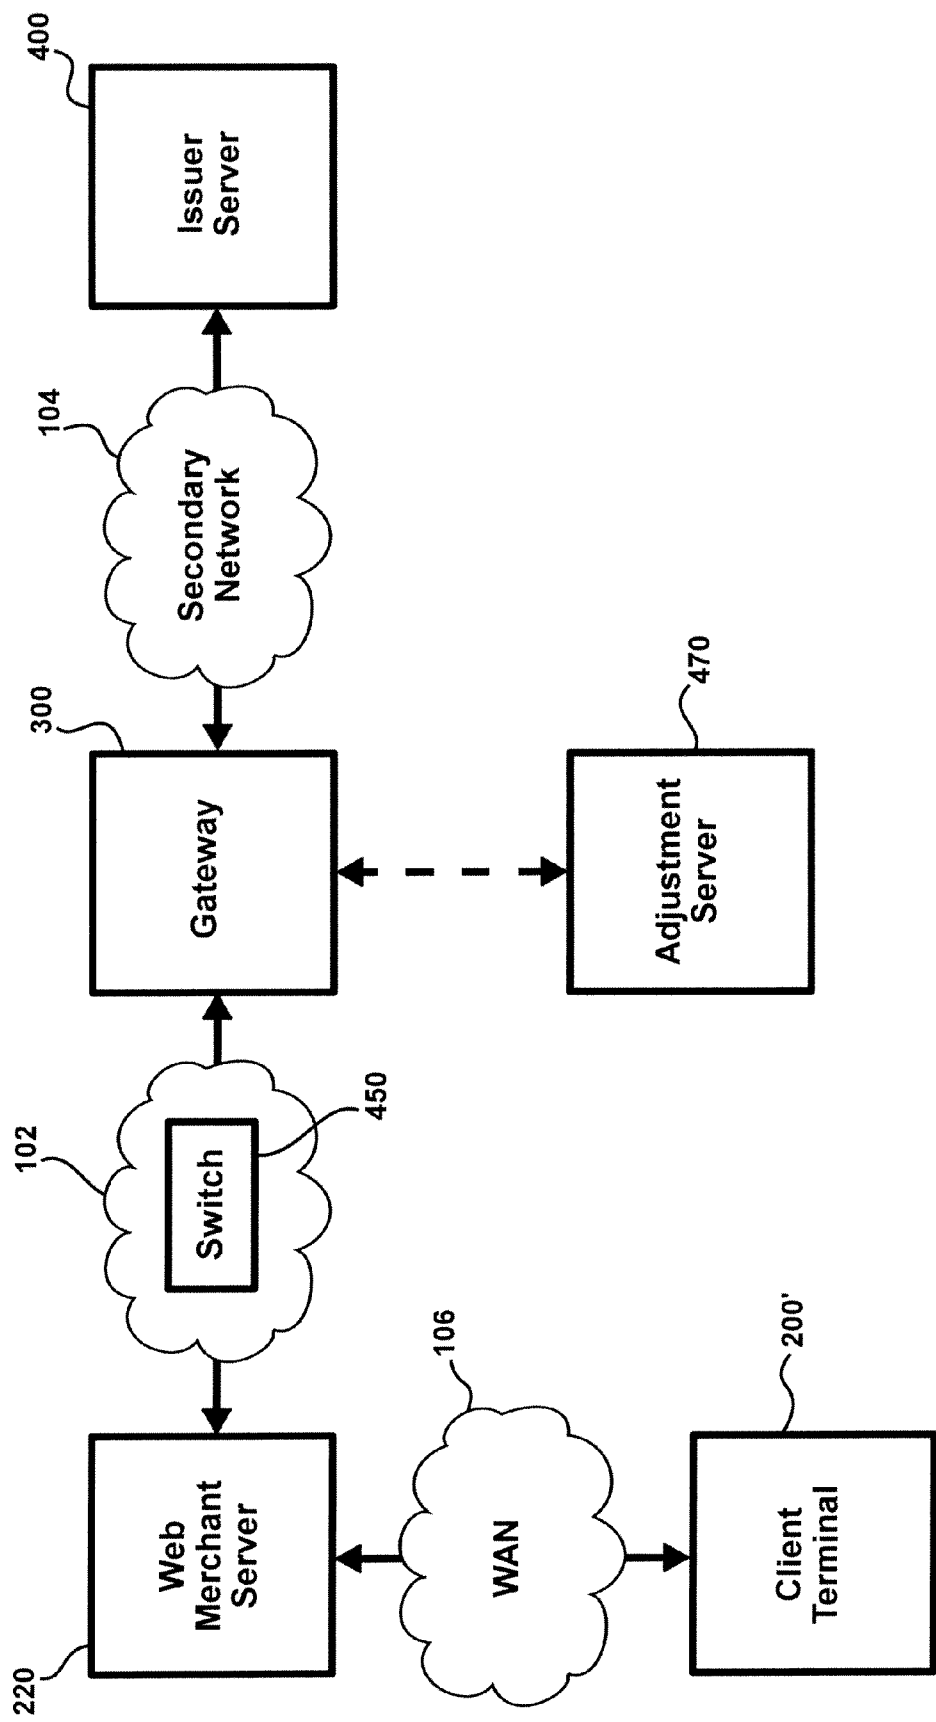 220
Web
Merchant
Server
102
Switch
450
300
Gateway
104
Secondary
Network
400
Issuer
Server
106
WAN
200'
Client
Terminal
470
Adjustment
Server